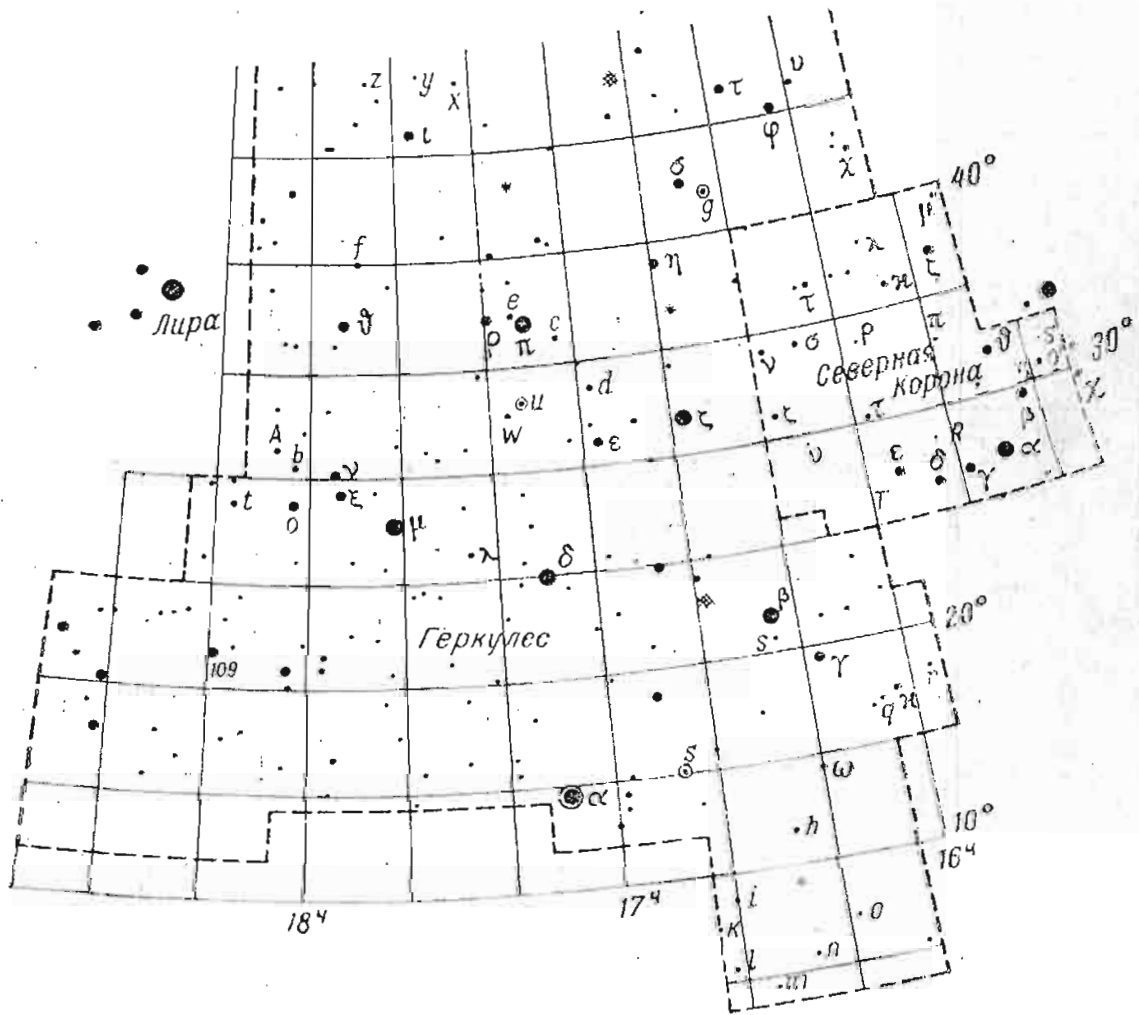 z y x τ υ
ι φ
χ
σ g
40°
f η λ
ζ
ϰ
τ
Лира
ϑ e c
ρ π
σ ρ π ϑ s
ν
30°
Северная
Корона
d
u
w ε ζ
ξ τ
χ
β
α
A
b ν υ ε δ R γ
t ξ
o μ T
λ δ
β
20°
Геркулес s
γ
109
q ϰ
S
ω
α
h 10°
16ч
i
18ч 17ч
k o
l n
m